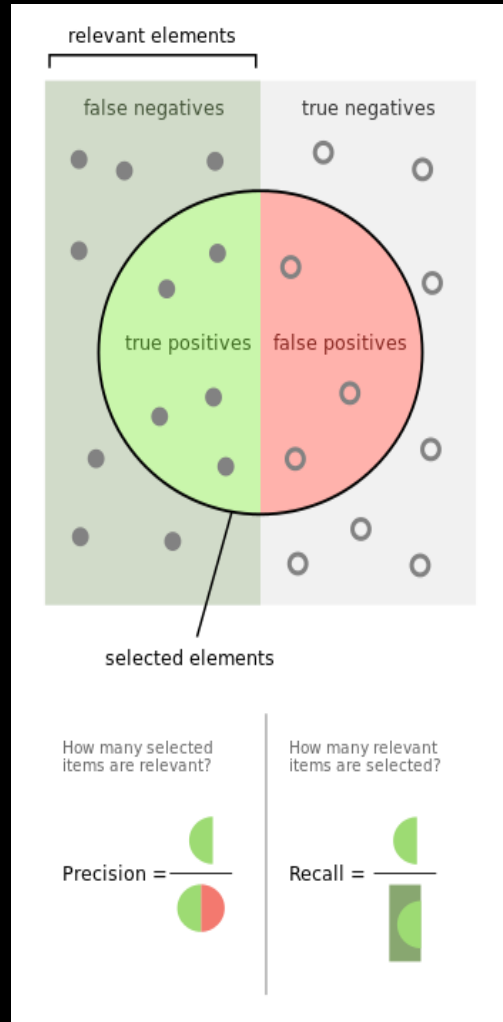 relevant elements
false negatives
true negatives
true positives
false positives
selected elements
How many selected
items are relevant?
How many relevant
items are selected?
Precision =
Recall =